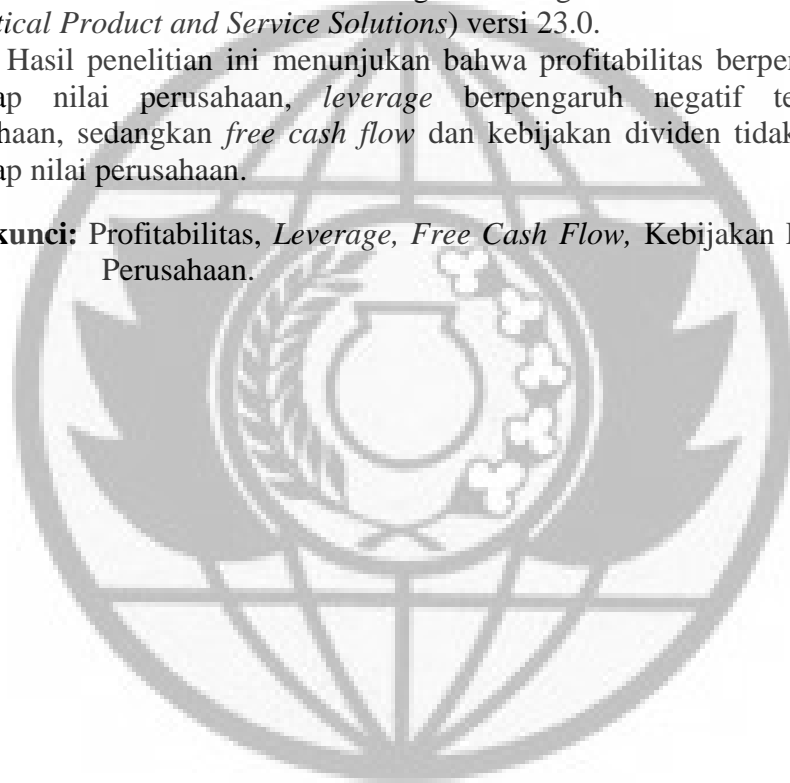 tical Product and Service Solutions) versi 23.0.
Hasil penelitian ini menunjukan bahwa profitabilitas berpen
ap nilai perusahaan, leverage berpengaruh negatif te
haan, sedangkan free cash flow dan kebijakan dividen tidak
ap nilai perusahaan.
kunci: Profitabilitas, Leverage, Free Cash Flow, Kebijakan
Perusahaan.